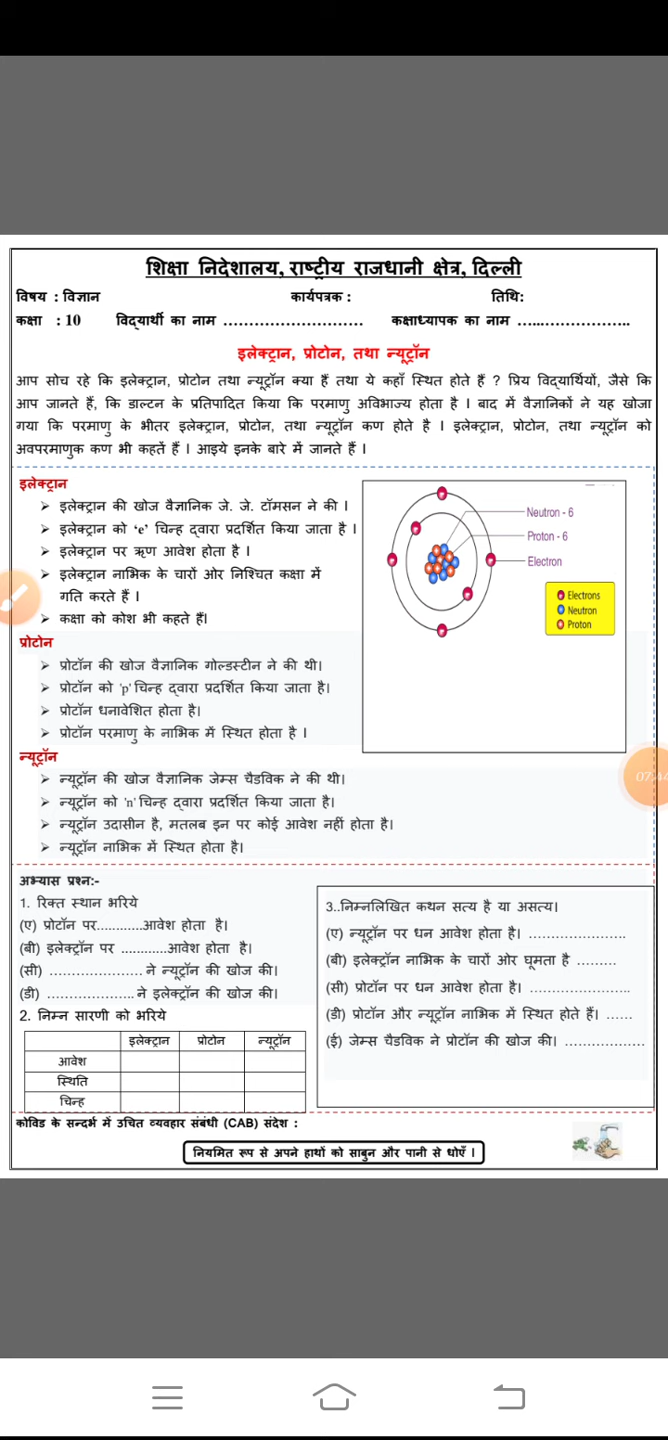 शिक्षा निदेशालय, राष्ट्रीय राजधानी क्षेत्र, दिल्ली
विषय : विज्ञान कार्यपत्रक : तिथि:
कक्षा : 10 विद्यार्थी का नाम ............................ कक्षाध्यापक का नाम .......................
इलेक्ट्रान, प्रोटोन, तथा न्यूट्रॉन
आप सोच रहे कि इलेक्ट्रान, प्रोटोन तथा न्यूट्रॉन क्या हैं तथा ये कहाँ स्थित होते हैं ? प्रिय विद्यार्थियों, जैसे कि
आप जानते हैं, कि डाल्टन के प्रतिपादित किया कि परमाणु अविभाज्य होता है । बाद में वैज्ञानिकों ने यह खोजा
गया कि परमाणु के भीतर इलेक्ट्रान, प्रोटोन, तथा न्यूट्रॉन कण होते है । इलेक्ट्रान, प्रोटोन, तथा न्यूट्रॉन को
अवपरमाणुक कण भी कहतें हैं । आइये इनके बारे में जानते हैं ।
इलेक्ट्रान
➢ इलेक्ट्रान की खोज वैज्ञानिक जे. जे. टॉमसन ने की ।
➢ इलेक्ट्रान को ‘e’ चिन्ह द्वारा प्रदर्शित किया जाता है ।
➢ इलेक्ट्रान पर ऋण आवेश होता है ।
➢ इलेक्ट्रान नाभिक के चारों ओर निश्चित कक्षा में
गति करते हैं ।
➢ कक्षा को कोश भी कहते हैं।
Neutron - 6
Proton - 6
Electron
Electrons
Neutron
Proton
प्रोटोन
➢ प्रोटॉन की खोज वैज्ञानिक गोल्डस्टीन ने की थी।
➢ प्रोटॉन को 'p' चिन्ह द्वारा प्रदर्शित किया जाता है।
➢ प्रोटॉन धनावेशित होता है।
➢ प्रोटॉन परमाणु के नाभिक में स्थित होता है ।
न्यूट्रॉन
➢ न्यूट्रॉन की खोज वैज्ञानिक जेम्स चैडविक ने की थी।
➢ न्यूट्रॉन को 'n' चिन्ह द्वारा प्रदर्शित किया जाता है।
➢ न्यूट्रॉन उदासीन है, मतलब इन पर कोई आवेश नहीं होता है।
➢ न्यूट्रॉन नाभिक में स्थित होता है।
07:44
अभ्यास प्रश्न:-
1. रिक्त स्थान भरिये
(ए) प्रोटॉन पर............आवेश होता है।
(बी) इलेक्ट्रॉन पर ............आवेश होता है।
(सी) ........................ ने न्यूट्रॉन की खोज की।
(डी) ...................... ने इलेक्ट्रॉन की खोज की।
2. निम्न सारणी को भरिये
इलेक्ट्रान प्रोटोन न्यूट्रॉन
आवेश
स्थिति
चिन्ह
3..निम्नलिखित कथन सत्य है या असत्य।
(ए) न्यूट्रॉन पर धन आवेश होता है। ......................
(बी) इलेक्ट्रॉन नाभिक के चारों ओर घूमता है .........
(सी) प्रोटॉन पर धन आवेश होता है। .......................
(डी) प्रोटॉन और न्यूट्रॉन नाभिक में स्थित होते हैं। ......
(ई) जेम्स चैडविक ने प्रोटॉन की खोज की। ..................
कोविड के सन्दर्भ में उचित व्यवहार संबंधी (CAB) संदेश :
नियमित रूप से अपने हाथों को साबुन और पानी से धोएँ ।